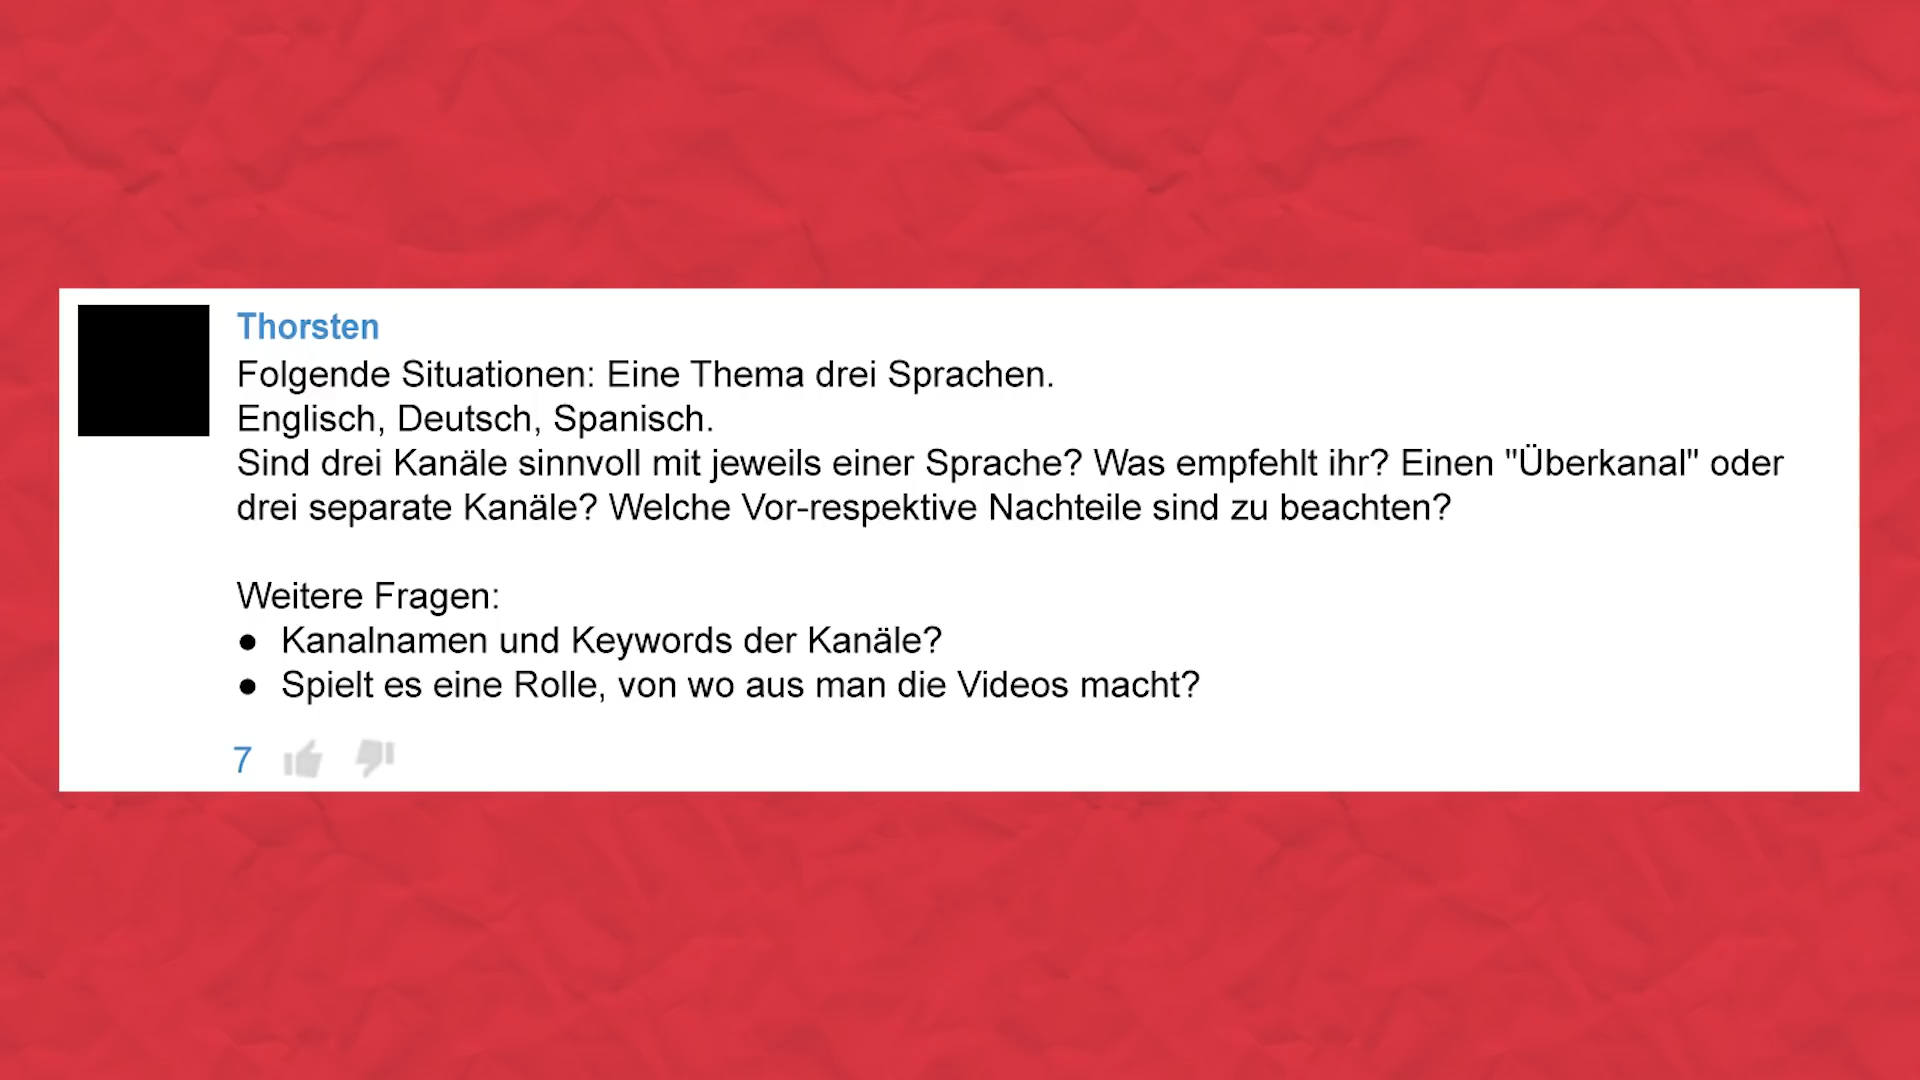 Thorsten
Folgende Situationen: Eine Thema drei Sprachen.
Englisch, Deutsch, Spanisch.
Sind drei Kanäle sinnvoll mit jeweils einer Sprache? Was empfehlt ihr? Einen "Überkanal" oder
drei separate Kanäle? Welche Vor-respektive Nachteile sind zu beachten?
Weitere Fragen:
● Kanalnamen und Keywords der Kanäle?
● Spielt es eine Rolle, von wo aus man die Videos macht?
7